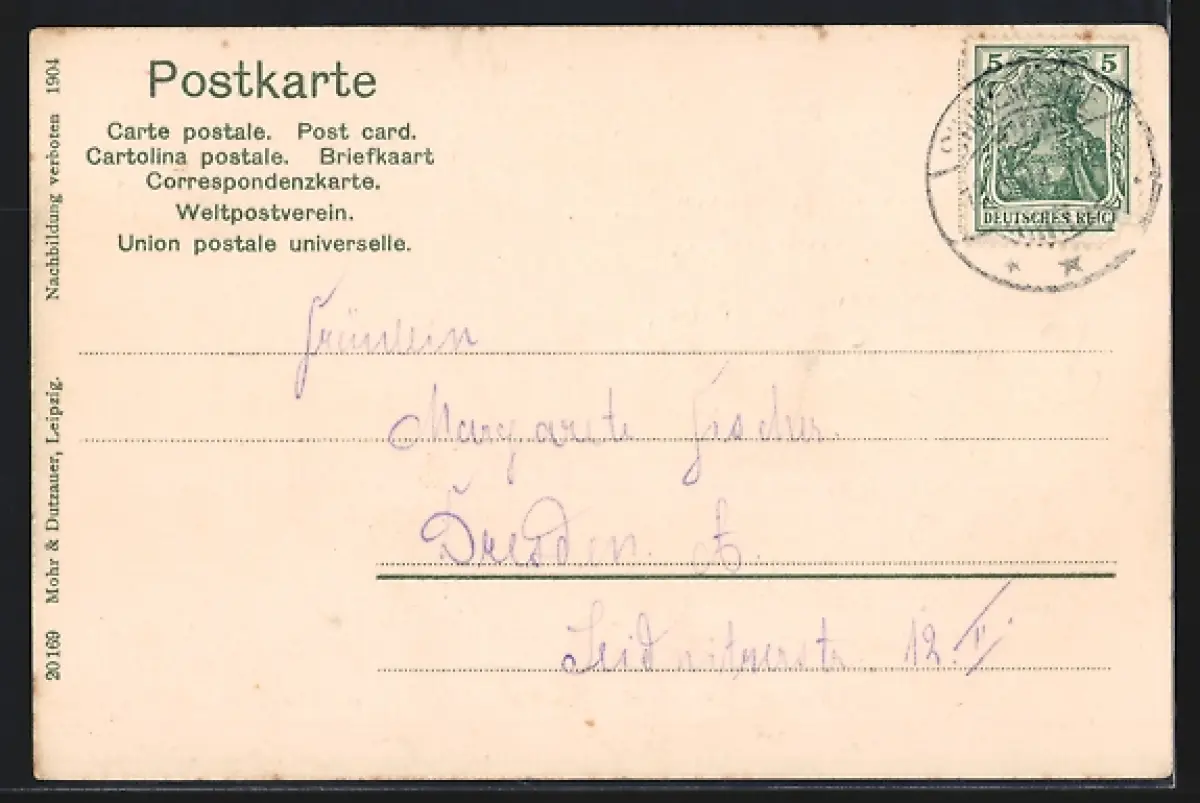 Postkarte
Carte postale. Post card.
Cartolina postale. Briefkaart
Correspondenzkarte.
Weltpostverein.
Union postale universelle.
5 5
DEUTSCHES REICH
Fräulein
Margarete Fischer.
Dresden. A.
Seidnitzerstr. 12. II.
20169 Mohr & Dutzauer, Leipzig. Nachbildung verboten 1904